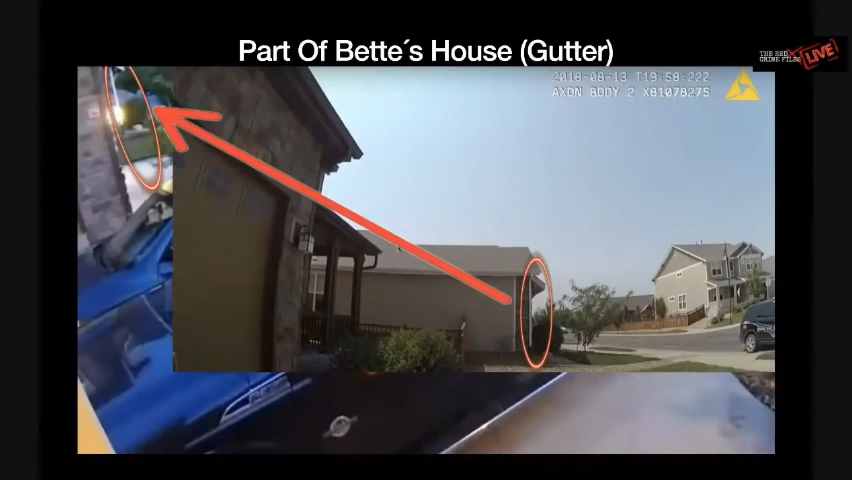 Part Of Bette´s House (Gutter)
THE RED
CRIME FILES
LIVE
2018-08-13 T19:58:22Z
AXON BODY 2 X81078275